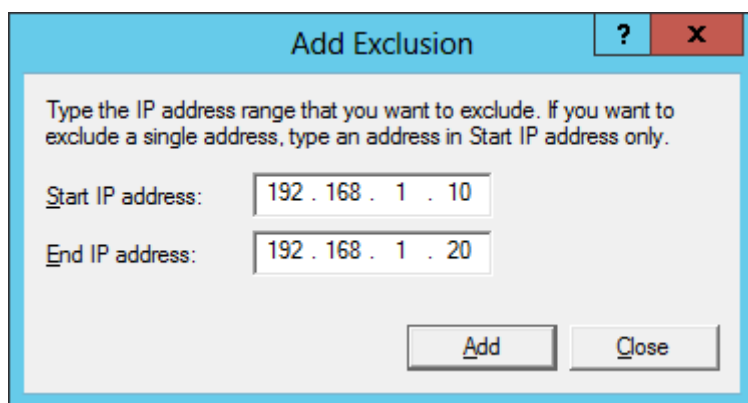 Add Exclusion
?
x
Type the IP address range that you want to exclude. If you want to
exclude a single address, type an address in Start IP address only.
Start IP address: 192 . 168 . 1 . 10
End IP address: 192 . 168 . 1 . 20
Add Close